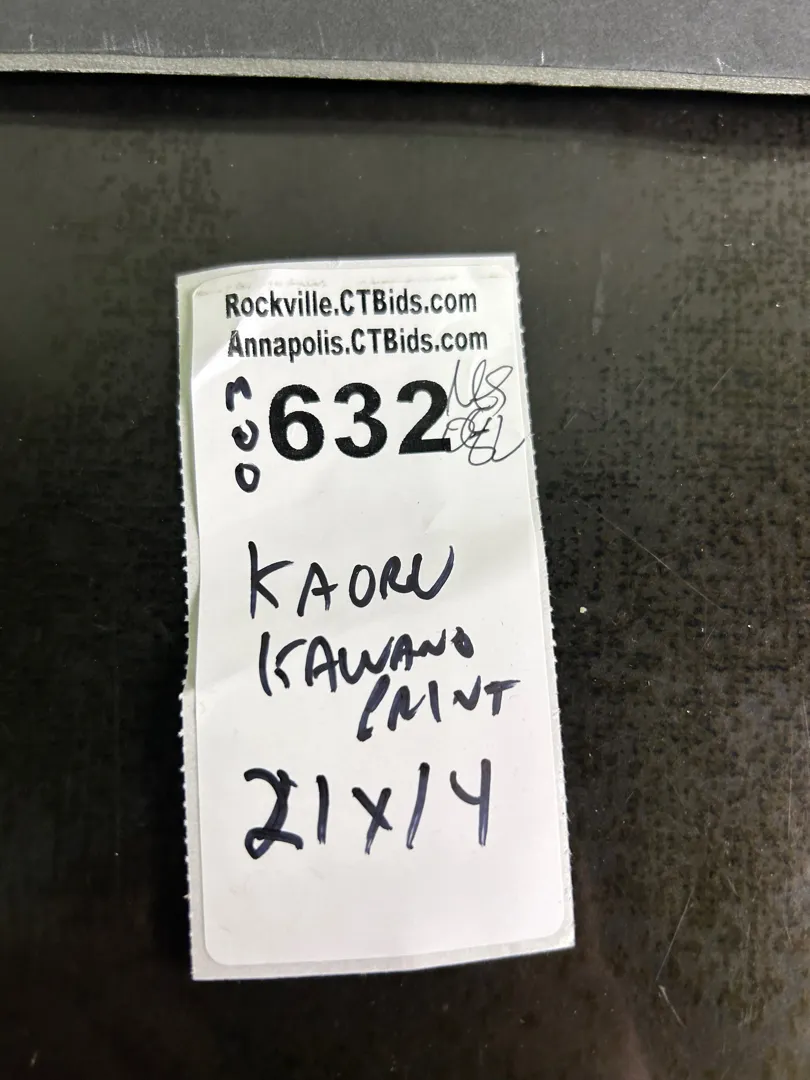 Rockville.CTBids.com
Annapolis.CTBids.com
632
KAORU
KAWANO
PRINT
21x14